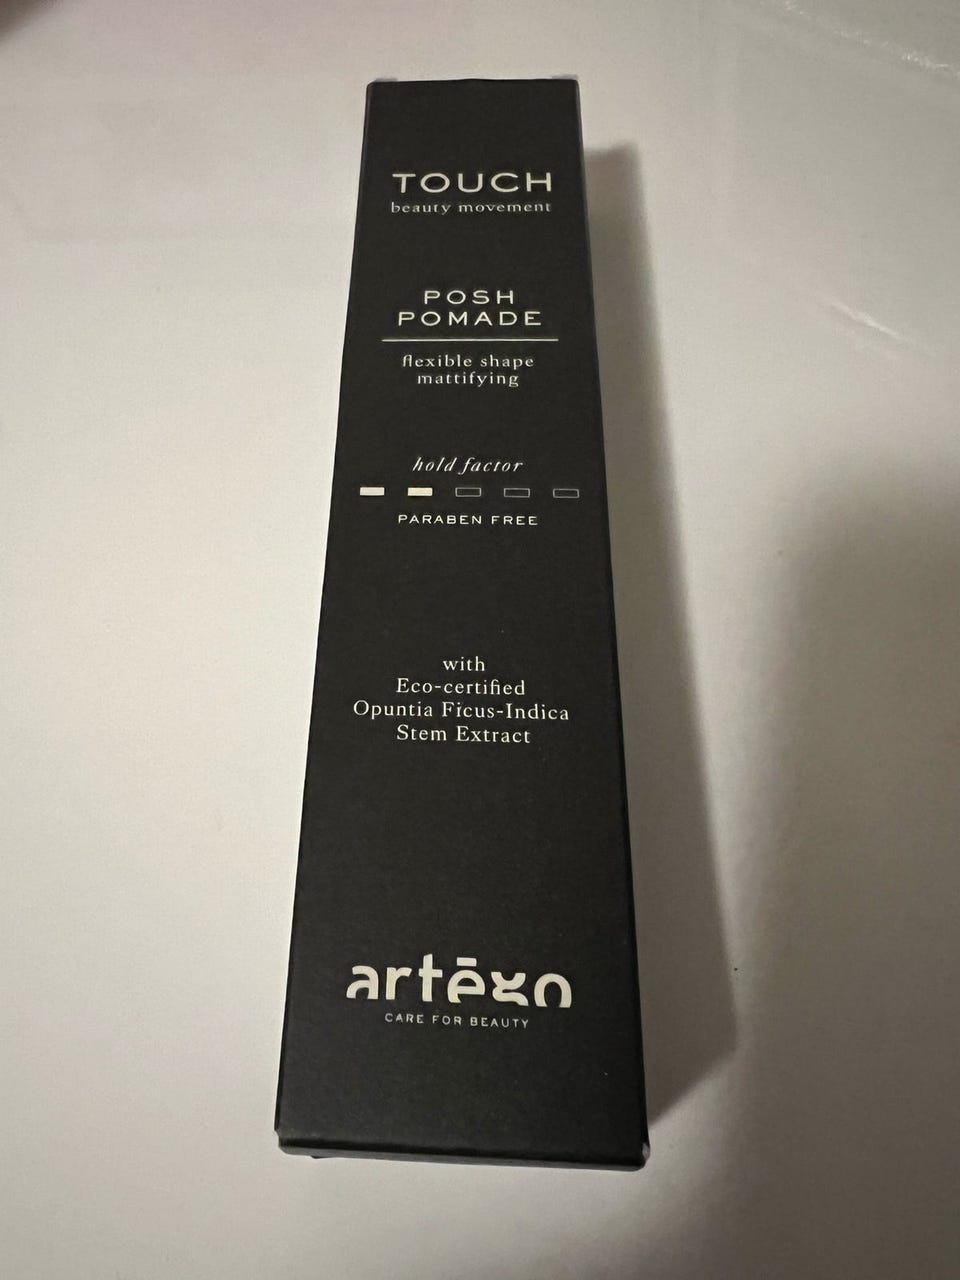 TOUCH
beauty movement
POSH
POMADE
flexible shape
mattifying
hold factor
PARABEN FREE
with
Eco-certified
Opuntia Ficus-Indica
Stem Extract
artēgo
CARE FOR BEAUTY